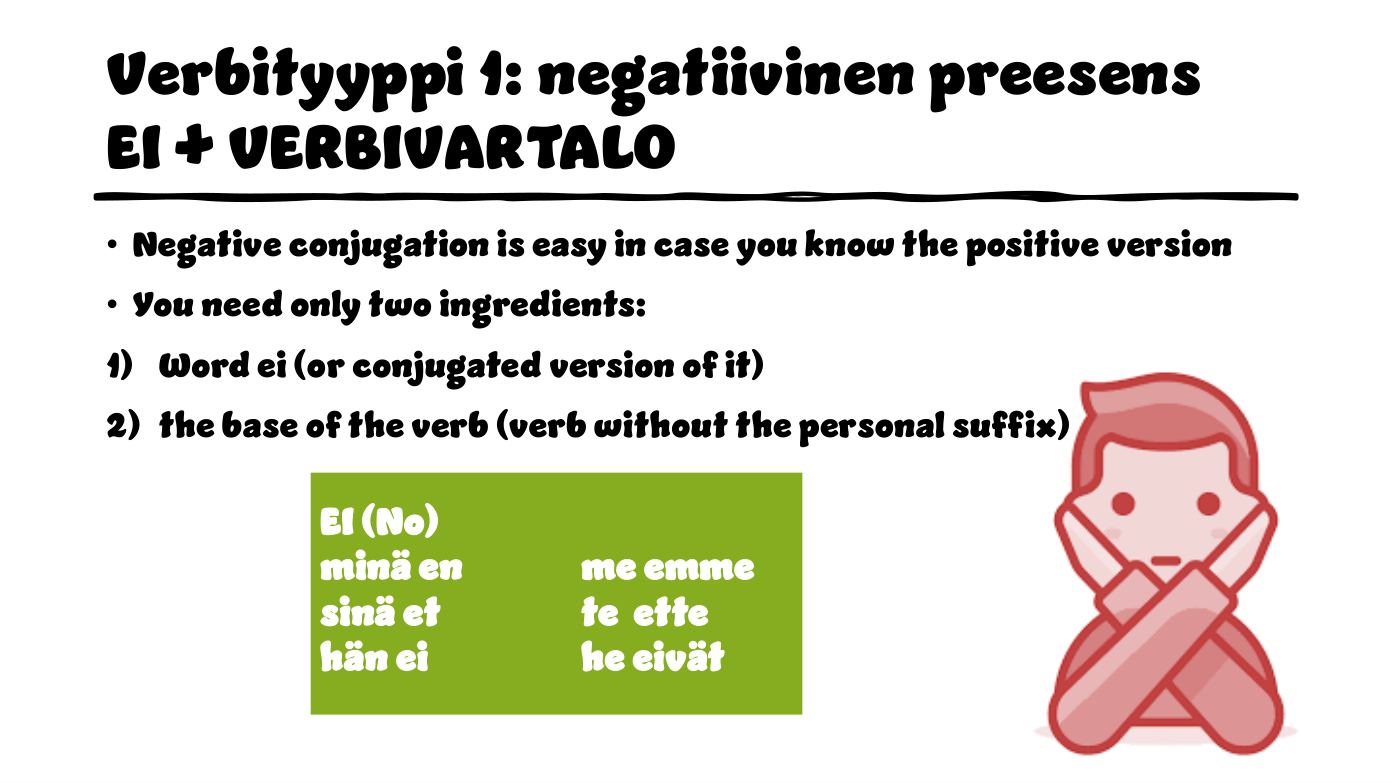 Verbityyppi 1: negatiivinen preesens
EI + VERBIVARTALO
• Negative conjugation is easy in case you know the positive version
• You need only two ingredients:
1) Word ei (or conjugated version of it)
2) the base of the verb (verb without the personal suffix)
EI (No)
minä en me emme
sinä et te ette
hän ei he eivät